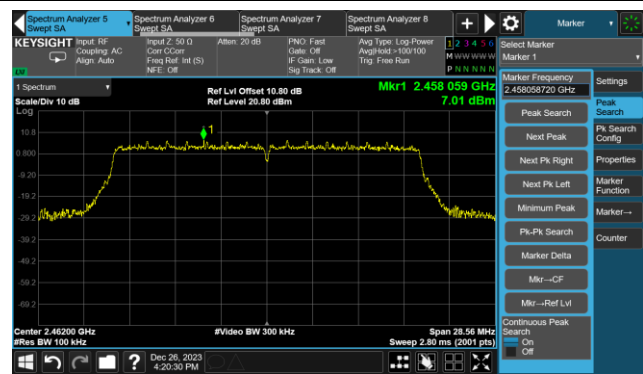 Spectrum Analyzer 5
Swept SA
Spectrum Analyzer 6
Swept SA
Spectrum Analyzer 7
Swept SA
Spectrum Analyzer 8
Swept SA
Marker
KEYSIGHT
Input: RF
Coupling: AC
Align: Auto
Input Z: 50 Ω
Corr CCorr
Freq Ref: Int (S)
NFE: Off
Atten: 20 dB
PNO: Fast
Gate: Off
IF Gain: Low
Sig Track: Off
Avg Type: Log-Power
Avg|Hold:>100/100
Trig: Free Run
1 2 3 4 5 6
M W W W W W
P N N N N N
LVI
Select Marker
Marker 1
1 Spectrum
Scale/Div 10 dB
Log
Ref Lvl Offset 10.80 dB
Ref Level 20.80 dBm
Mkr1 2.458 059 GHz
7.01 dBm
1
10.8
0.800
-9.20
-19.2
-29.2
-39.2
-49.2
-59.2
-69.2
Center 2.46200 GHz
#Res BW 100 kHz
#Video BW 300 kHz
Span 28.56 MHz
Sweep 2.80 ms (2001 pts)
Marker Frequency
2.458058720 GHz
Peak Search
Next Peak
Next Pk Right
Next Pk Left
Minimum Peak
Pk-Pk Search
Marker Delta
Mkr→CF
Mkr→Ref Lvl
Continuous Peak
Search
On
Off
Settings
Peak
Search
Pk Search
Config
Properties
Marker
Function
Marker→
Counter
?
Dec 26, 2023
4:20:30 PM